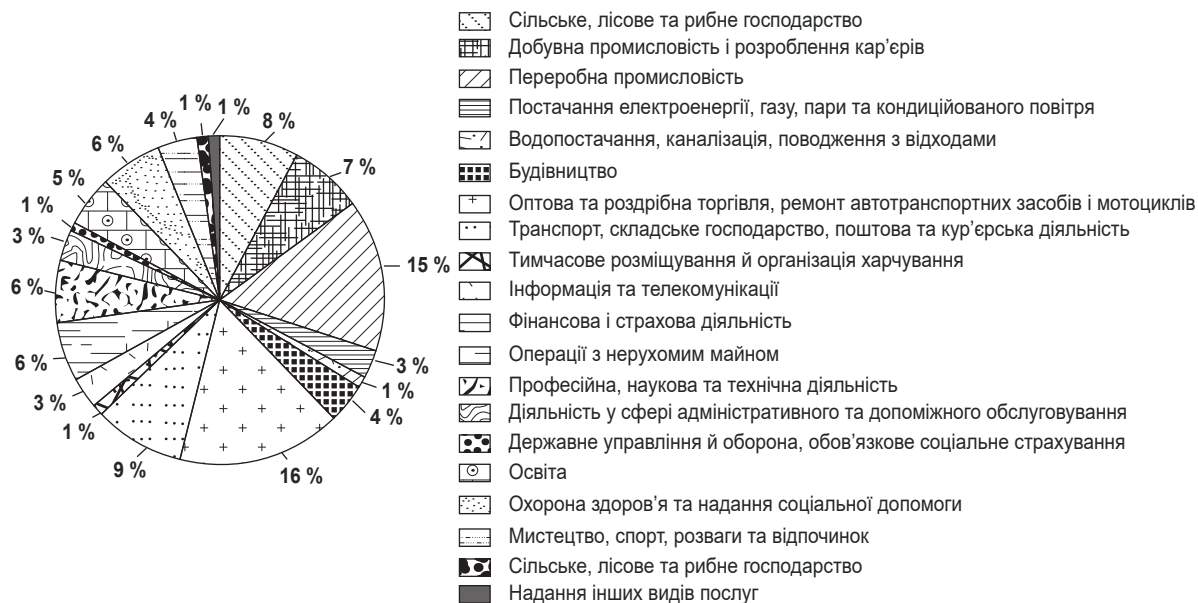 1 %
1 %
8 %
7 %
15 %
3 %
1 %
4 %
16 %
9 %
1 %
3 %
6 %
6 %
3 %
1 %
5 %
6 %
4 %
Сільське, лісове та рибне господарство
Добувна промисловість і розроблення кар’єрів
Переробна промисловість
Постачання електроенергії, газу, пари та кондиційованого повітря
Водопостачання, каналізація, поводження з відходами
Будівництво
Оптова та роздрібна торгівля, ремонт автотранспортних засобів і мотоциклів
Транспорт, складське господарство, поштова та кур’єрська діяльність
Тимчасове розміщування й організація харчування
Інформація та телекомунікації
Фінансова і страхова діяльність
Операції з нерухомим майном
Професійна, наукова та технічна діяльність
Діяльність у сфері адміністративного та допоміжного обслуговування
Державне управління й оборона, обов’язкове соціальне страхування
Освіта
Охорона здоров’я та надання соціальної допомоги
Мистецтво, спорт, розваги та відпочинок
Сільське, лісове та рибне господарство
Надання інших видів послуг